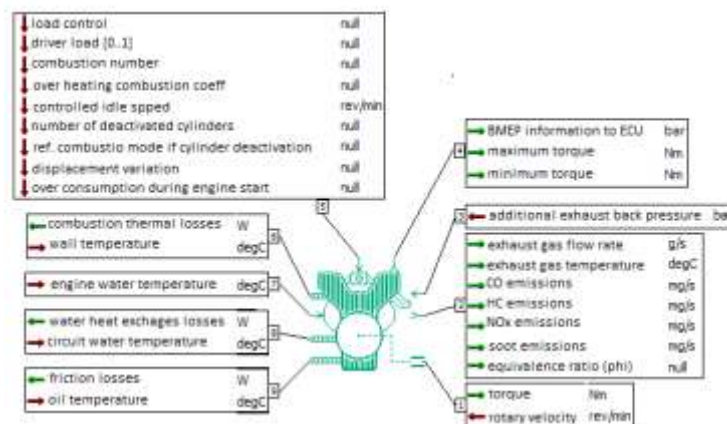 load control null
driver load [0..1] null
combustion number null
over heating combustion coeff null
controlled idle spped rev/min
number of deactivated cylinders null
ref. combustio mode if cylinder deactivation null
displacement variation null
over consumption during engine start null
5
BMEP information to ECU bar
maximum torque Nm
minimum torque Nm
4
additional exhaust back pressure ba
3
combustion thermal losses W
wall temperature degC
6
exhaust gas flow rate g/s
exhaust gas temperature degC
CO emissions mg/s
HC emissions mg/s
NOx emissions mg/s
soot emissions mg/s
equivalence ratio (phi) null
2
engine water temperature degC
7
water heat exchages losses W
circuit water temperature degC
8
friction losses W
oil temperature degC
9
torque Nm
rotary velocity rev/min
1